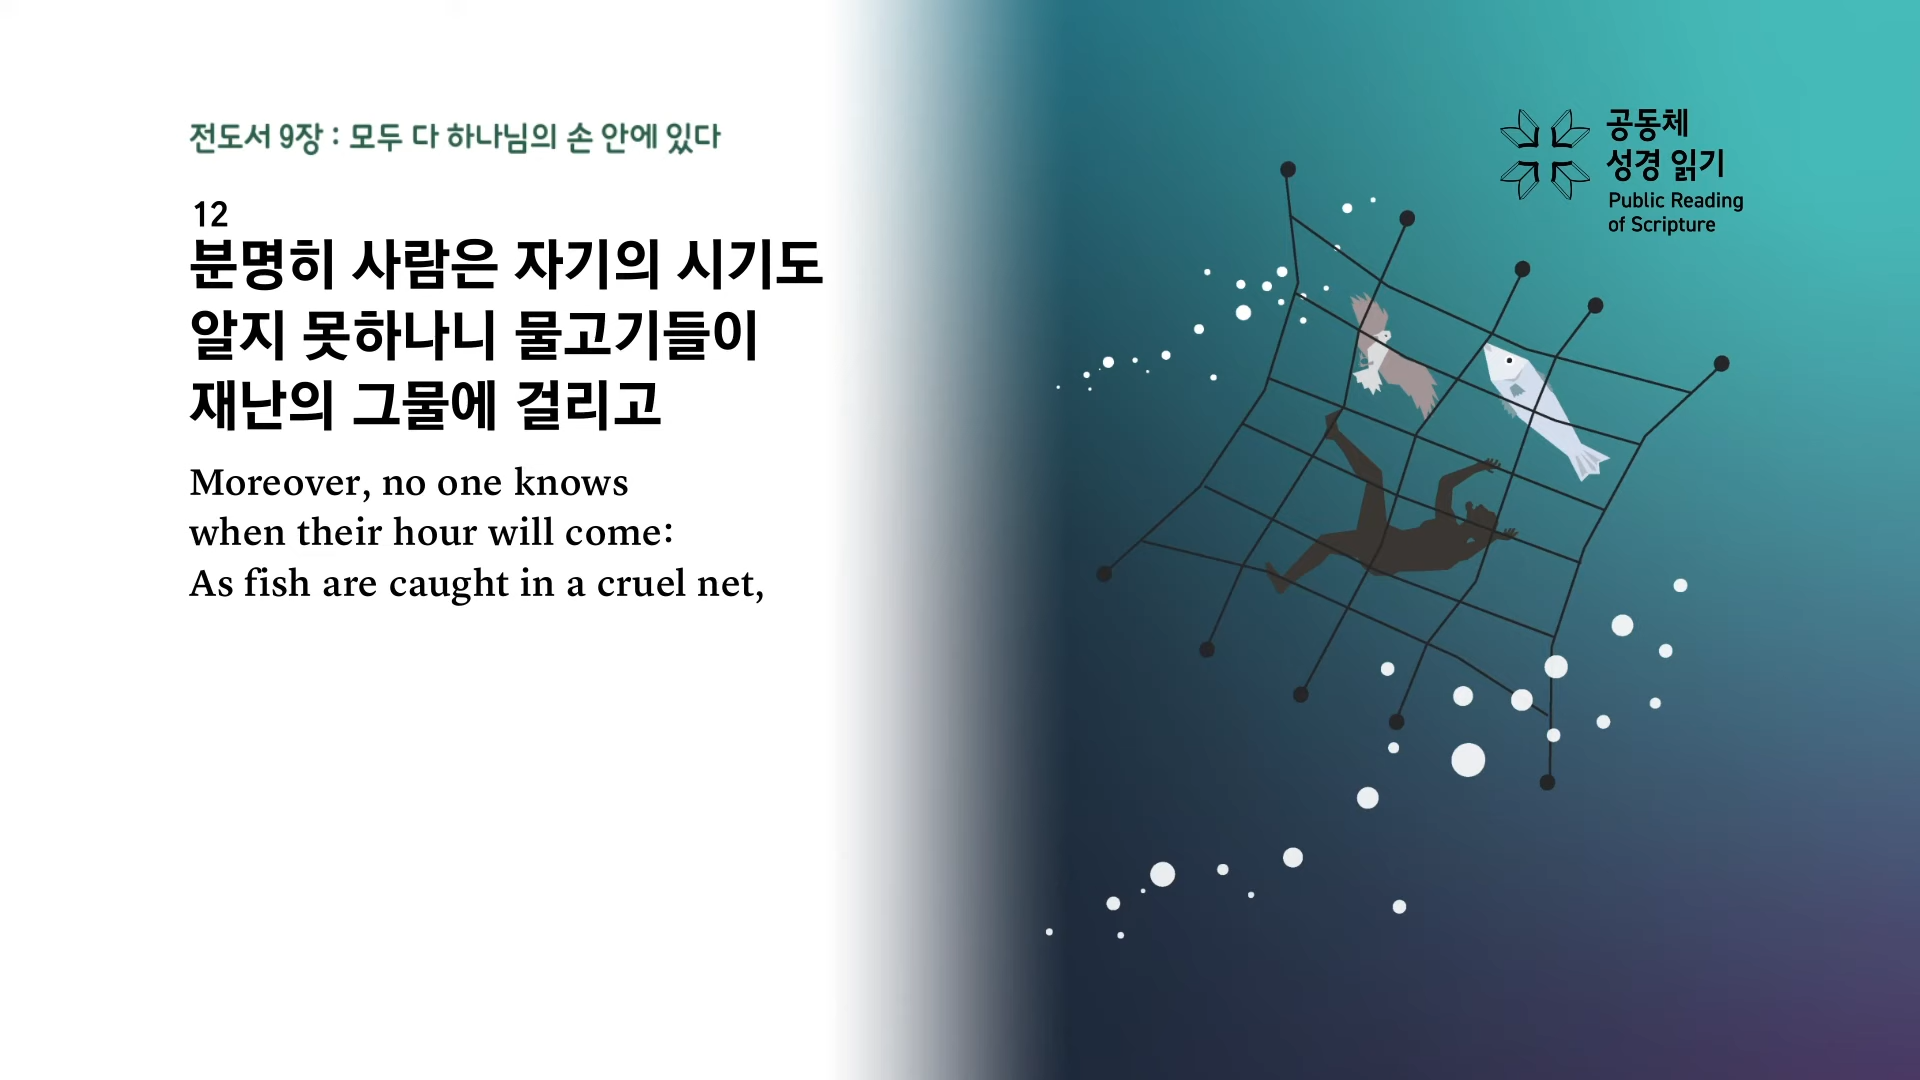 전도서 9장 : 모두 다 하나님의 손 안에 있다
12
분명히 사람은 자기의 시기도
알지 못하나니 물고기들이
재난의 그물에 걸리고
Moreover, no one knows
when their hour will come:
As fish are caught in a cruel net,
공동체
성경 읽기
Public Reading
of Scripture